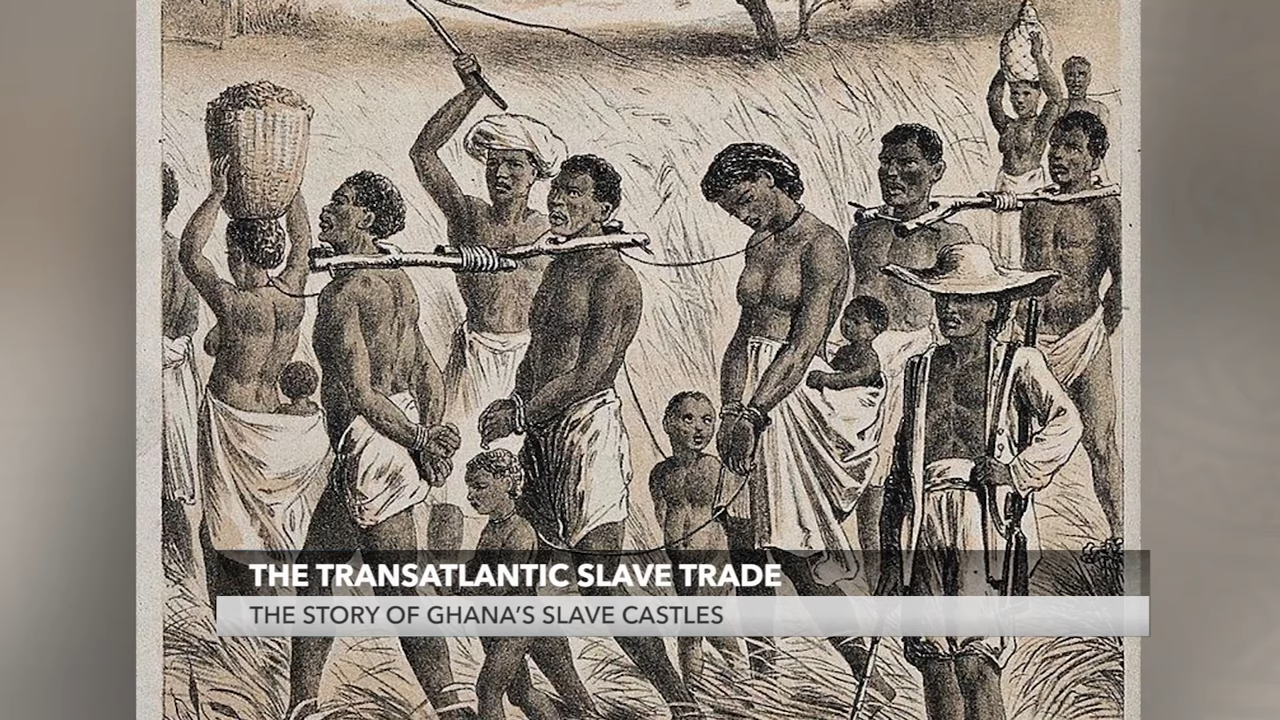 THE TRANSATLANTIC SLAVE TRADE
THE STORY OF GHANA'S SLAVE CASTLES